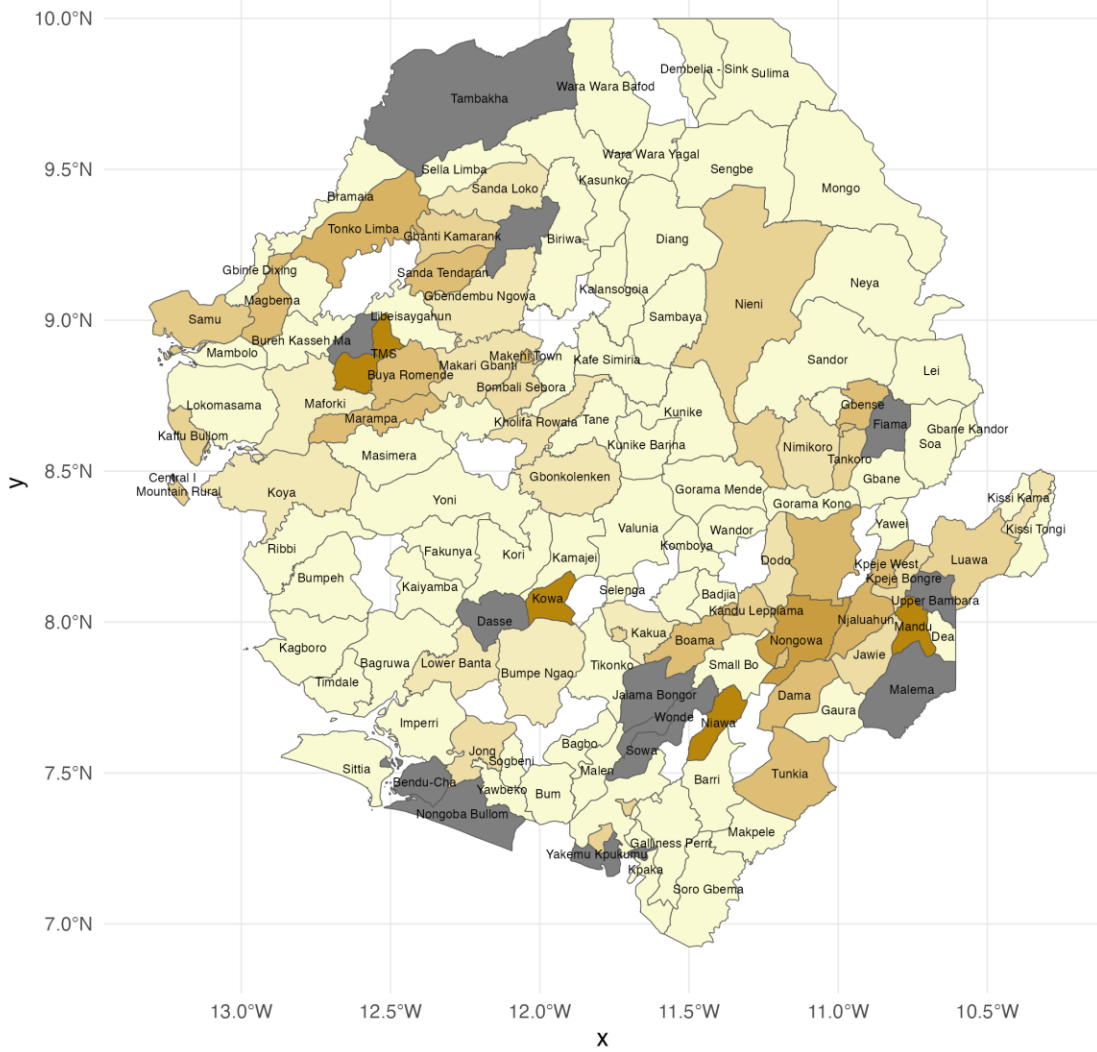 10.0°N
9.5°N
9.0°N
8.5°N
8.0°N
7.5°N
7.0°N
y
Dembelia - Sink
Sulima
Wara Wara Bafod
Tambakha
Wara Wara Yagal
Sella Limba
Kasunko
Sengbe
Sanda Loko
Mongo
Bramaia
Tonko Limba
Gbanti Kamarank
Biriwa
Diang
Gbinle Dixing
Sanda Tendaran
Kalansogoia
Neya
Magbema
Gbendembu Ngowa
Nieni
Samu
Libeisaygahun
Sambaya
Buren Kasseh Ma
Mambolo
TMS
Makeni Town
Makari Gbanti
Kafe Simiria
Sandor
Lei
Buya Romende
Bombali Sebora
Lokomasama
Maforki
Marampa
Kholifa Rowala
Tane
Kunike
Gbense
Fiama
Gbane Kandor
Kaffu Bullom
Kunike Barina
Nimikoro
Soa
Masimera
Tankoro
Central I
Mountain Rural
Koya
Gbonkolenken
Gbane
Yoni
Gorama Mende
Gorama Kono
Kissi Kama
Kissi Tongi
Valunia
Wandor
Yawei
Ribbi
Fakunya
Kori
Kamajei
Komboya
Dodo
Kpeje West
Luawa
Bumpeh
Kaiyamba
Kpeje Bongre
Kowa
Selenga
Badjia
Upper Bambara
Dasse
Kandu Leppiama
Njaluahun
Mandu
Kagboro
Kakua
Boama
Nongowa
Dea
Bagruwa
Lower Banta
Bumpe Ngao
Tikonko
Small Bo
Jawie
Timdale
Jaiama Bongor
Dama
Malema
Imperri
Wonde
Niawa
Gaura
Sittia
Jong
Sogbeni
Bagbo
Sowa
Bendu-Cha
Yawbeko
Bum
Malen
Barri
Tunkia
Nongoba Bullom
Makpele
Galliness Perri
Yakemu Kpukumu
Kpaka
Soro Gbema
13.0°W
12.5°W
12.0°W
11.5°W
11.0°W
10.5°W
x